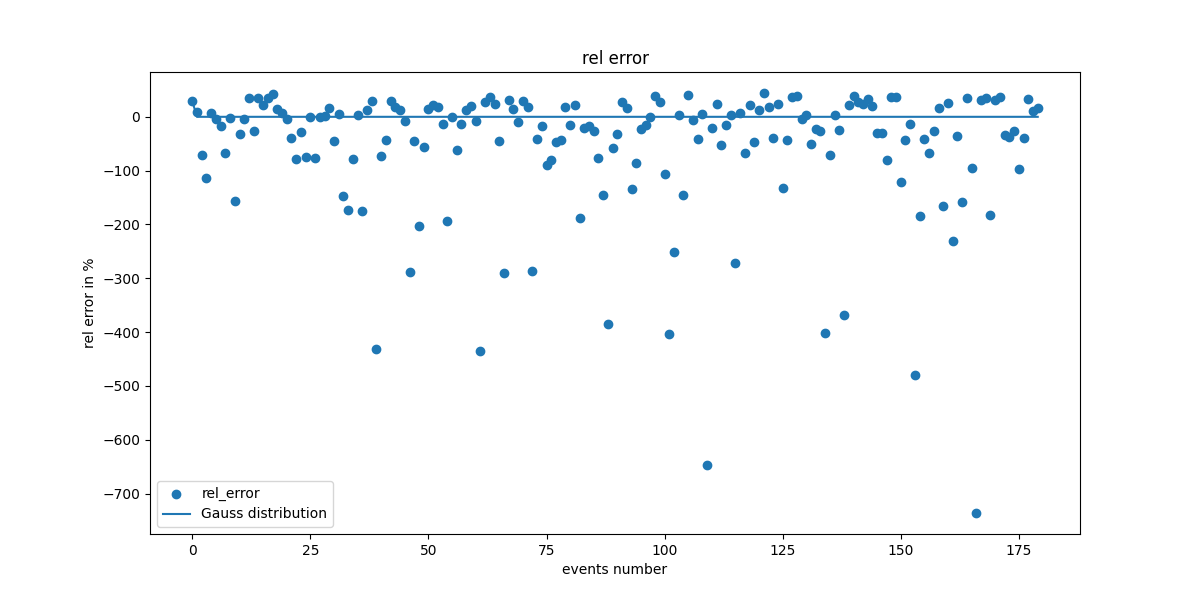 rel error
0
−100
−200
−300
−400
−500
−600
−700
rel error in %
rel_error
Gauss distribution
0 25 50 75 100 125 150 175
events number